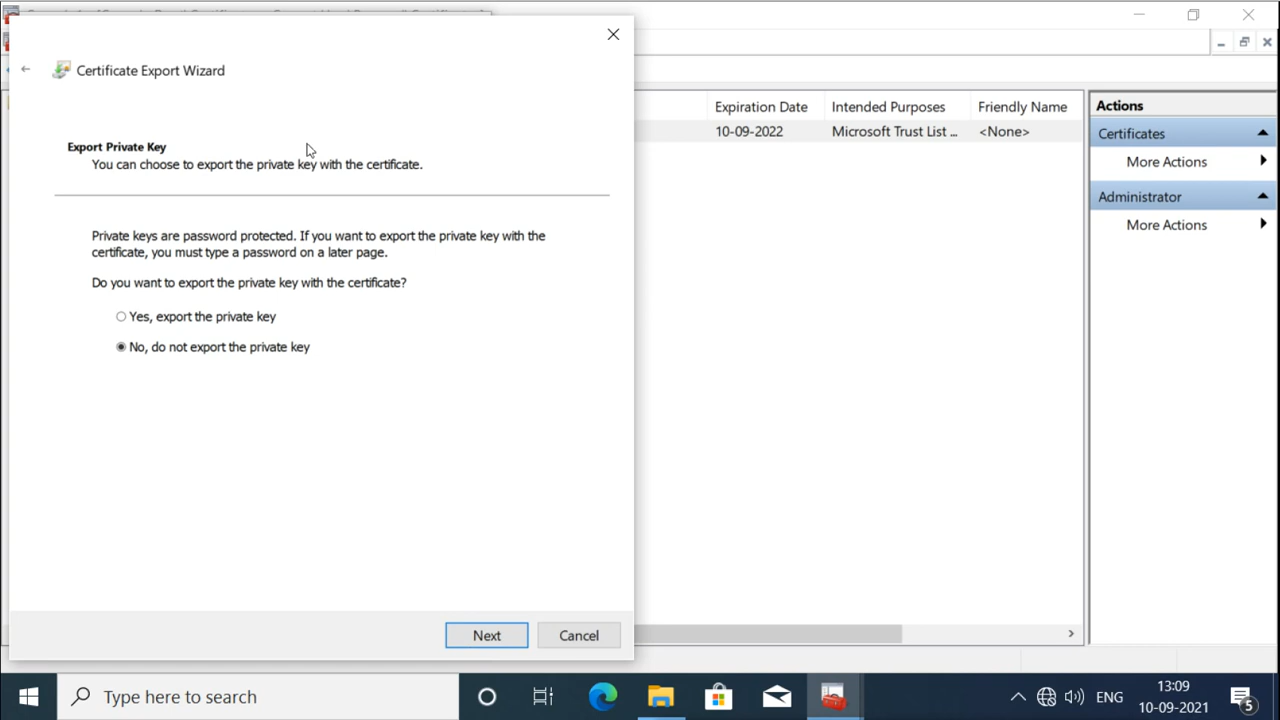 Certificate Export Wizard
Export Private Key
You can choose to export the private key with the certificate.
Private keys are password protected. If you want to export the private key with the
certificate, you must type a password on a later page.
Do you want to export the private key with the certificate?
Yes, export the private key
No, do not export the private key
Next
Cancel
Expiration Date
Intended Purposes
Friendly Name
10-09-2022
Microsoft Trust List ...
<None>
Actions
Certificates
More Actions
Administrator
More Actions
Type here to search
ENG
13:09
10-09-2021
5